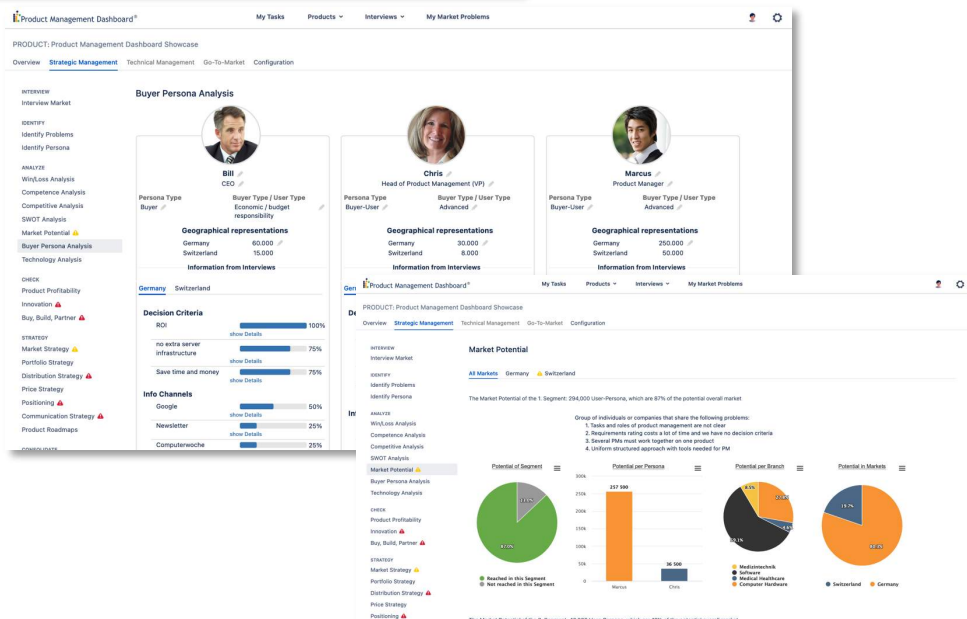 Product Management Dashboard®
My Tasks Products Interviews My Market Problems
PRODUCT: Product Management Dashboard Showcase
Overview Strategic Management Technical Management Go-To-Market Configuration
INTERVIEW
Interview Market
IDENTIFY
Identify Problems
Identify Persona
ANALYZE
Win/Loss Analysis
Competence Analysis
Competitive Analysis
SWOT Analysis
Market Potential
Buyer Persona Analysis
Technology Analysis
CHECK
Product Profitability
Innovation
Buy, Build, Partner
STRATEGY
Market Strategy
Portfolio Strategy
Distribution Strategy
Price Strategy
Positioning
Communication Strategy
Product Roadmaps
CONSOLIDATE
Buyer Persona Analysis
Bill
CEO
Persona Type Buyer Type / User Type
Buyer Economic / budget
responsibility
Geographical representations
Germany 60.000
Switzerland 15.000
Information from Interviews
Germany Switzerland
Decision Criteria
ROI 100%
show Details
no extra server
infrastructure 75%
show Details
Save time and money 75%
show Details
Info Channels
Google 50%
show Details
Newsletter 25%
show Details
Computerwoche 25%
Chris
Head of Product Management (VP)
Persona Type Buyer Type / User Type
Buyer-User Advanced
Geographical representations
Germany 30.000
Switzerland 8.000
Information from Interviews
Marcus
Product Manager
Persona Type Buyer Type / User Type
Buyer-User Advanced
Geographical representations
Germany 250.000
Switzerland 50.000
Information from Interviews
Product Management Dashboard®
My Tasks Products Interviews My Market Problems
PRODUCT: Product Management Dashboard Showcase
Overview Strategic Management Technical Management Go-To-Market Configuration
INTERVIEW
Interview Market
IDENTIFY
Identify Problems
Identify Persona
ANALYZE
Win/Loss Analysis
Competence Analysis
Competitive Analysis
SWOT Analysis
Market Potential
Buyer Persona Analysis
Technology Analysis
CHECK
Product Profitability
Innovation
Buy, Build, Partner
STRATEGY
Market Strategy
Portfolio Strategy
Distribution Strategy
Price Strategy
Positioning
Market Potential
All Markets Germany Switzerland
The Market Potential of the 1. Segment: 294,000 User-Persona, which are 87% of the potential overall market
Group of individuals or companies that share the following problems:
1. Tasks and roles of product management are not clear
2. Requirements rating costs a lot of time and we have no decision criteria
3. Several PMs must work together on one product
4. Uniform structured approach with tools needed for PM
Potential of Segment
87.0%
Reached in this Segment
Not reached in this Segment
Potential per Persona
300k
250k
200k
150k
100k
50k
0
257 500
36 500
Marcus Chris
Potential per Branch
Medizintechnik
Software
Medical Healthcare
Computer Hardware
Potential in Markets
19.7%
Switzerland Germany